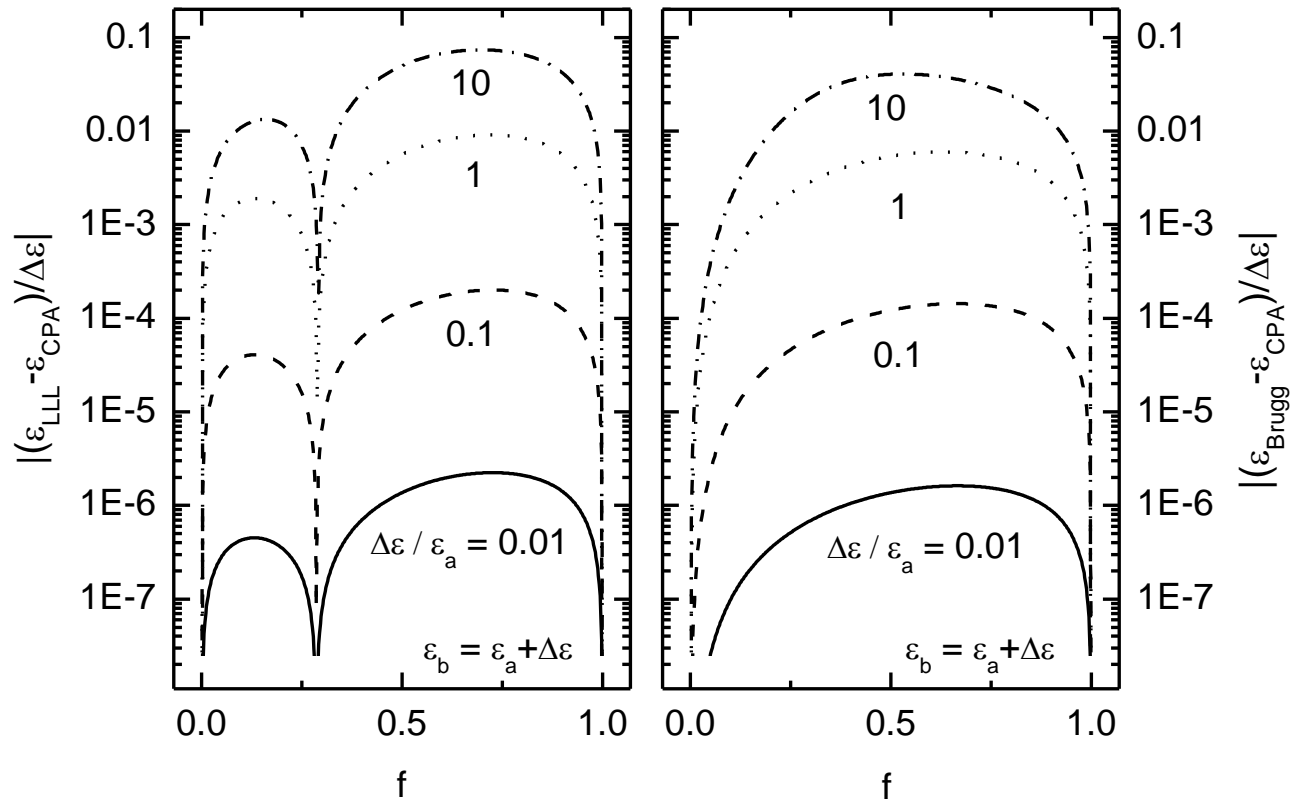 |(ε_LLL-ε_CPA)/Δε|
0.1
0.01
1E-3
1E-4
1E-5
1E-6
1E-7
10
1
0.1
Δε / ε_a = 0.01
ε_b = ε_a+Δε
0.0
0.5
1.0
f
10
1
0.1
Δε / ε_a = 0.01
ε_b = ε_a+Δε
0.0
0.5
1.0
f
0.1
0.01
1E-3
1E-4
1E-5
1E-6
1E-7
|(ε_Brugg-ε_CPA)/Δε|